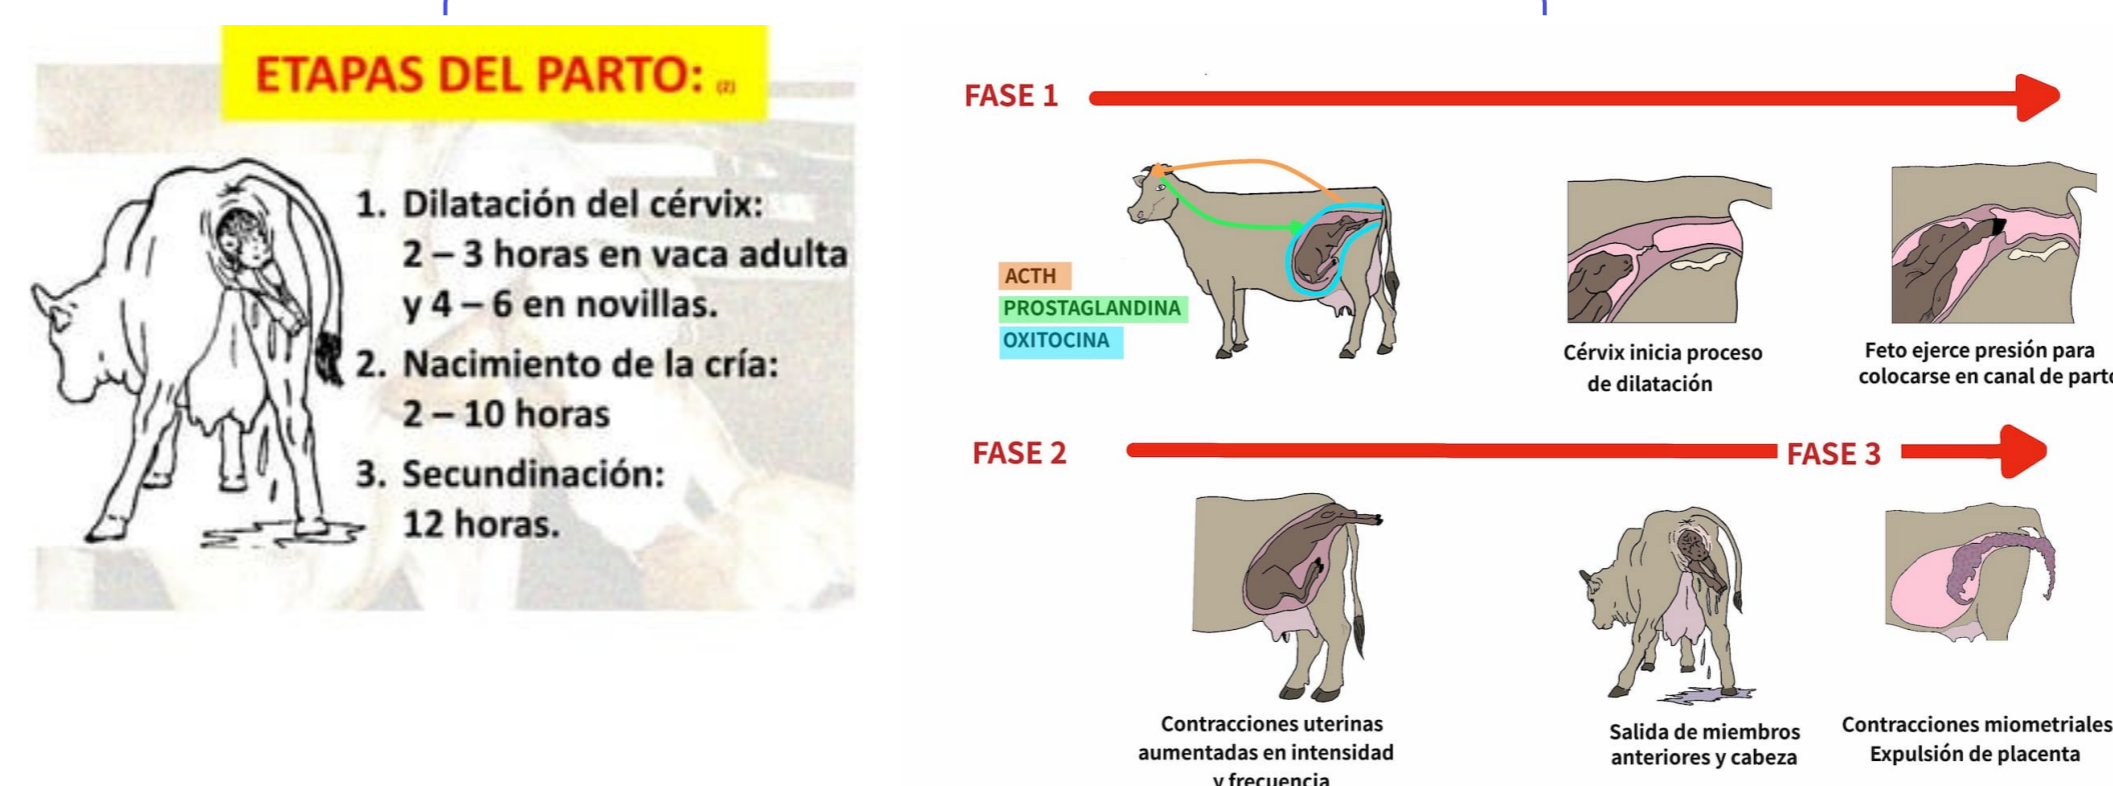 ETAPAS DEL PARTO: (2)
1. Dilatación del cérvix:
2 – 3 horas en vaca adulta
y 4 – 6 en novillas.
2. Nacimiento de la cría:
2 – 10 horas
3. Secundinación:
12 horas.
FASE 1
ACTH
PROSTAGLANDINA
OXITOCINA
Cérvix inicia proceso
de dilatación
Feto ejerce presión para
colocarse en canal de parto
FASE 2
FASE 3
Contracciones uterinas
aumentadas en intensidad
y frecuencia
Salida de miembros
anteriores y cabeza
Contracciones miometriales
Expulsión de placenta